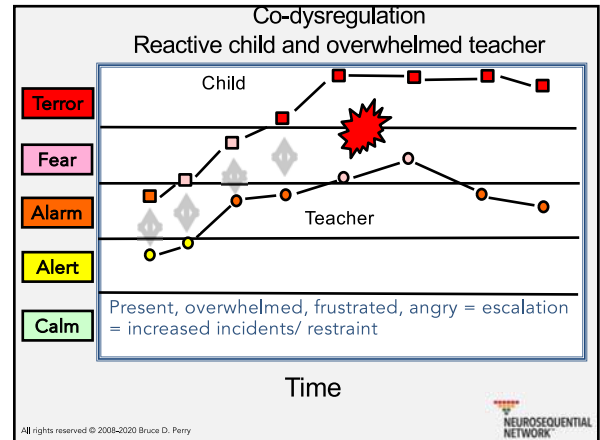 Co-dysregulation
Reactive child and overwhelmed teacher
Child
Terror
Fear
Alarm
Teacher
Alert
Present, overwhelmed, frustrated, angry = escalation
= increased incidents/ restraint
Calm
Time
All rights reserved © 2008-2020 Bruce D. Perry
NEUROSEQUENTIAL
NETWORK™